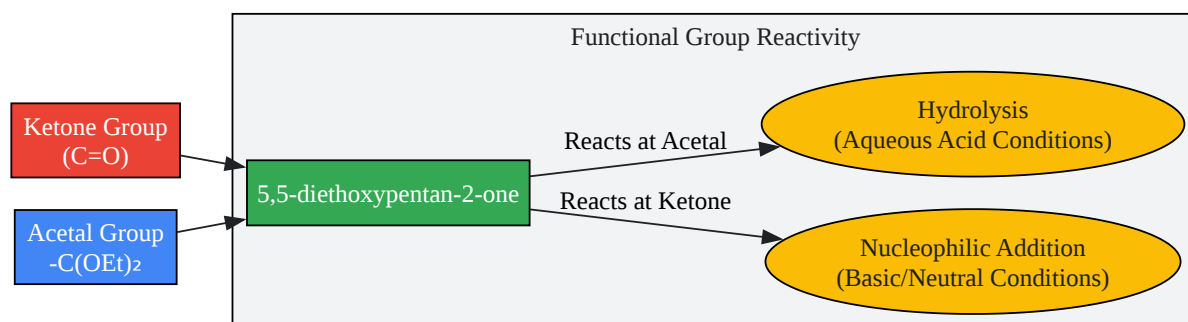 Functional Group Reactivity
Ketone Group
(C=O)
Acetal Group
-C(OEt)₂
5,5-diethoxypentan-2-one
Reacts at Acetal
Reacts at Ketone
Hydrolysis
(Aqueous Acid Conditions)
Nucleophilic Addition
(Basic/Neutral Conditions)